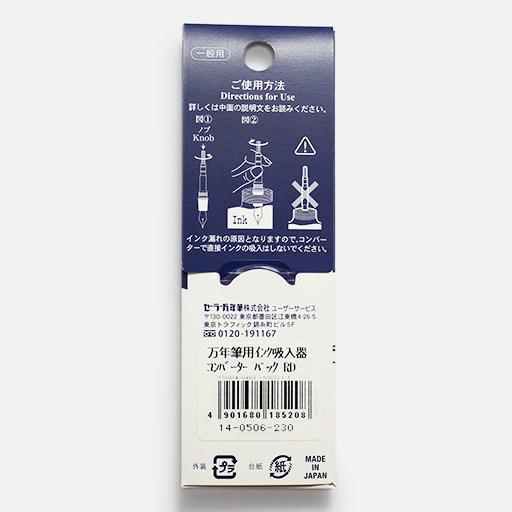 一般用
ご使用方法
Directions for Use
詳しくは中面の説明文をお読みください。
図① 図②
ノブ
Knob
Ink
インク漏れの原因となりますので、コンバー
ターで直接インクの吸入はしないでください。
セーラー万年筆株式会社 ユーザーサービス
〒130-0022 東京都墨田区江東橋4-26-5
東京トラフィック錦糸町ビル5F
0120-191167
万年筆用インク吸入器
コンバーター パック RD
4 901680 185208
14-0506-230
外装 プラ 台紙 紙
MADE
IN
JAPAN